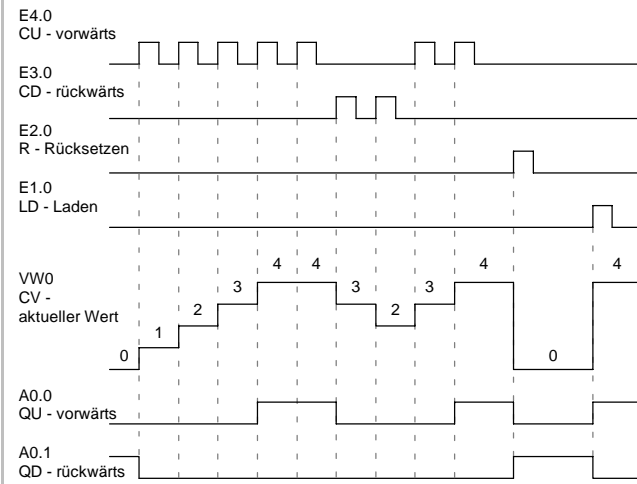 E4.0
CU - vorwärts
E3.0
CD - rückwärts
E2.0
R - Rücksetzen
E1.0
LD - Laden
4 4 4 4
VW0
CV -
aktueller Wert
3 3 3
2 2
1
0 0
A0.0
QU - vorwärts
A0.1
QD - rückwärts